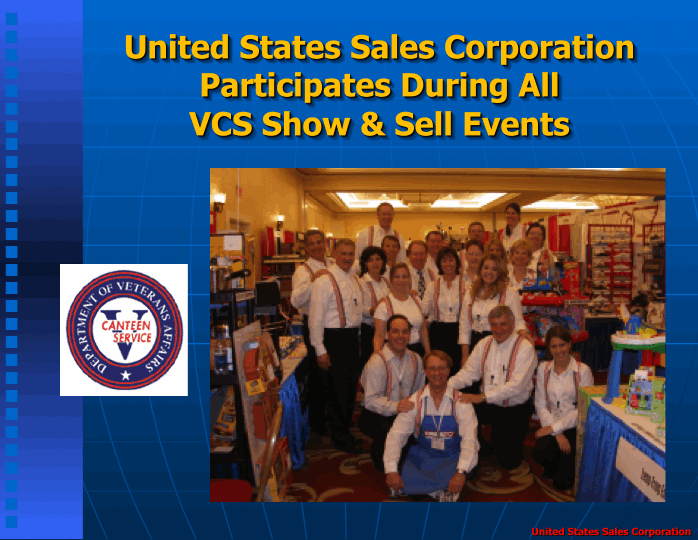 United States Sales Corporation
Participates During All
VCS Show & Sell Events
DEPARTMENT OF VETERANS AFFAIRS
V
CANTEEN
SERVICE
United States Sales Corporation